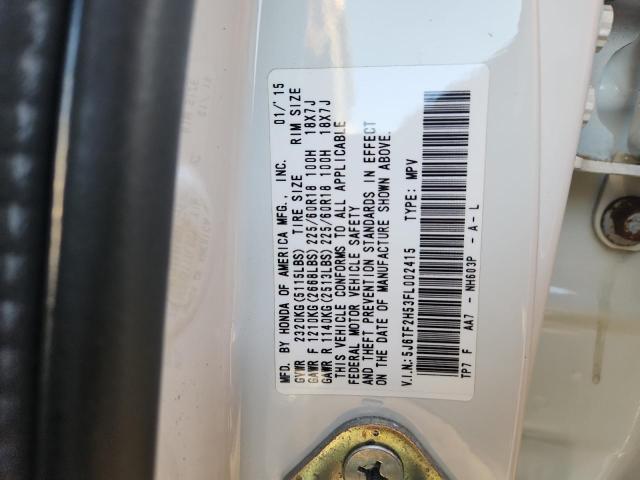 MFD. BY HONDA OF AMERICA MFG., INC. 01/'15
GVWR 2320KG(5115LBS) TIRE SIZE RIM SIZE
GAWR F 1210KG(2668LBS) 225/60R18 100H 18X7J
GAWR R 1140KG(2513LBS) 225/60R18 100H 18X7J
THIS VEHICLE CONFORMS TO ALL APPLICABLE
FEDERAL MOTOR VEHICLE SAFETY
AND THEFT PREVENTION STANDARDS IN EFFECT
ON THE DATE OF MANUFACTURE SHOWN ABOVE.
V.I.N.:5J6TF2H53FL002415 TYPE: MPV
TP7 F AA7 - NH603P - A - L